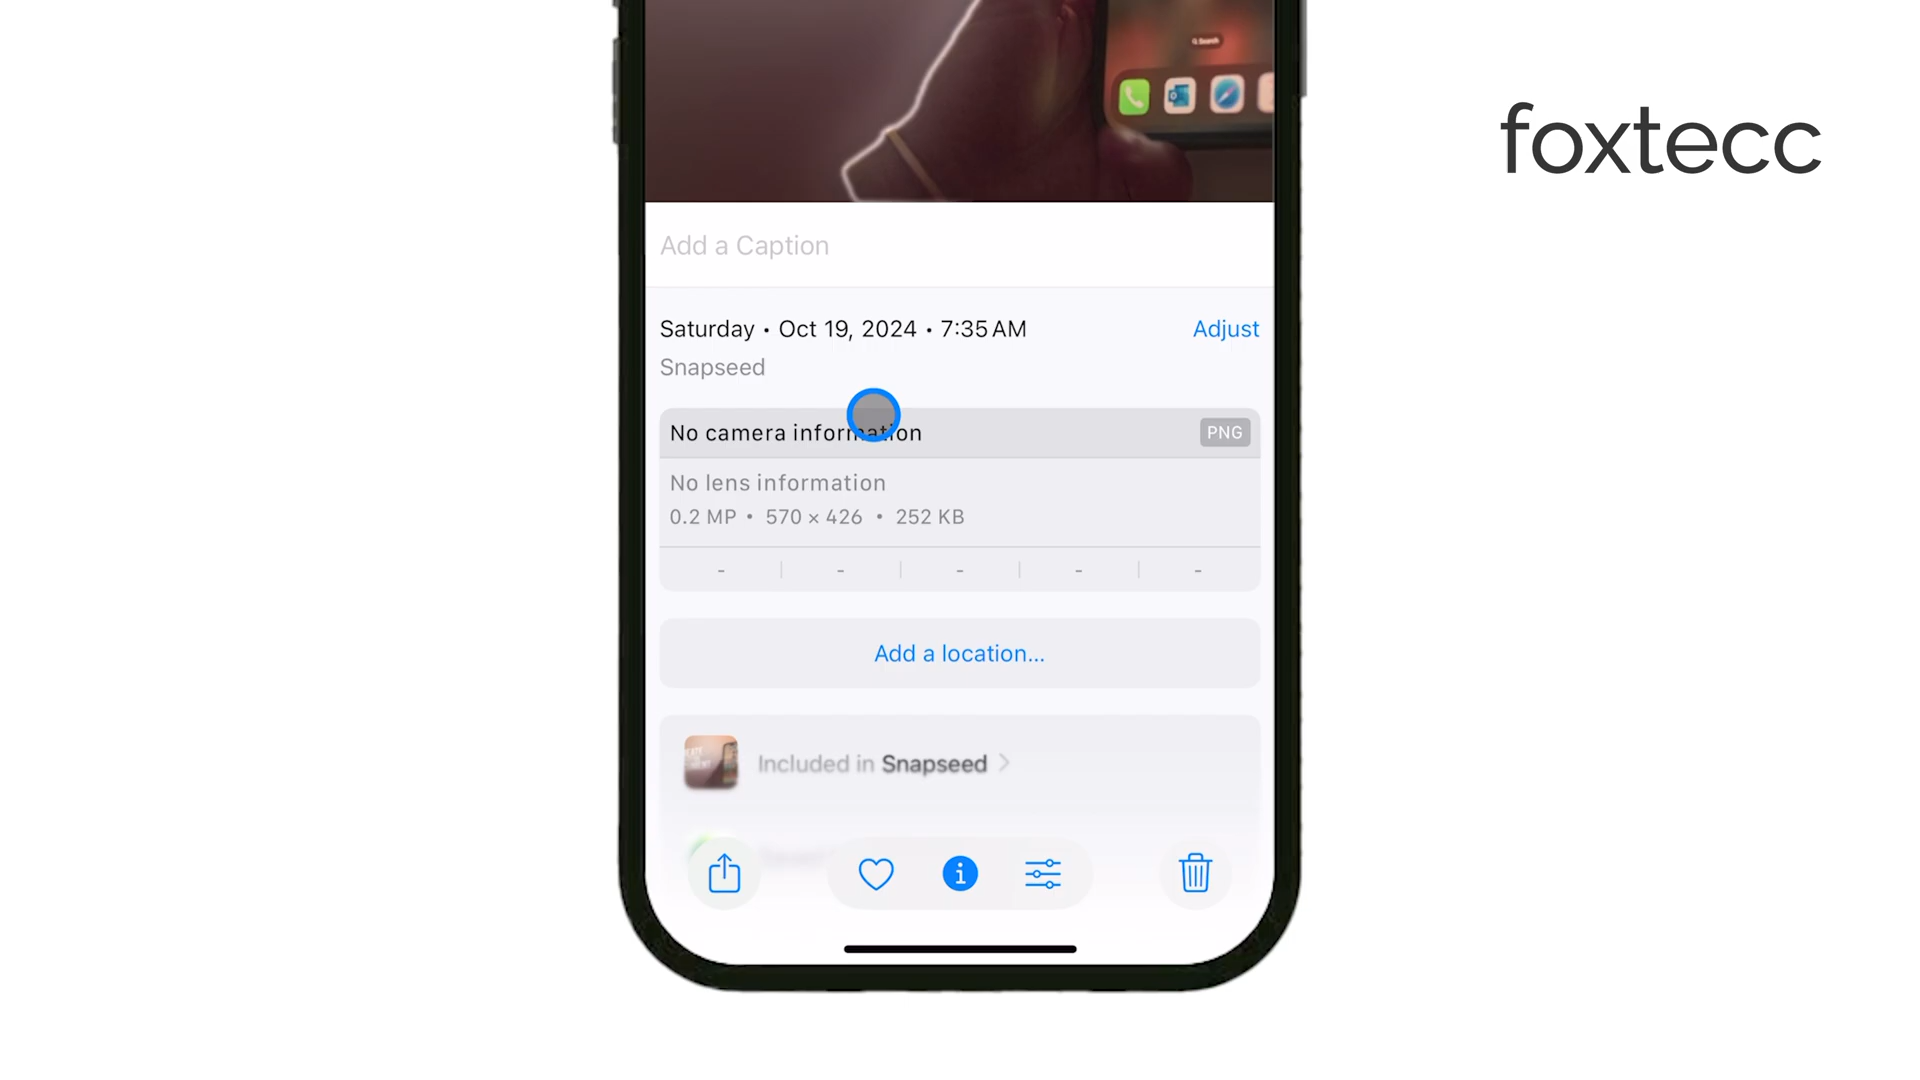 Search
foxtecc
Add a Caption
Saturday • Oct 19, 2024 • 7:35 AM
Adjust
Snapseed
No camera information
PNG
No lens information
0.2 MP • 570 × 426 • 252 KB
- - - - -
Add a location...
Included in Snapseed